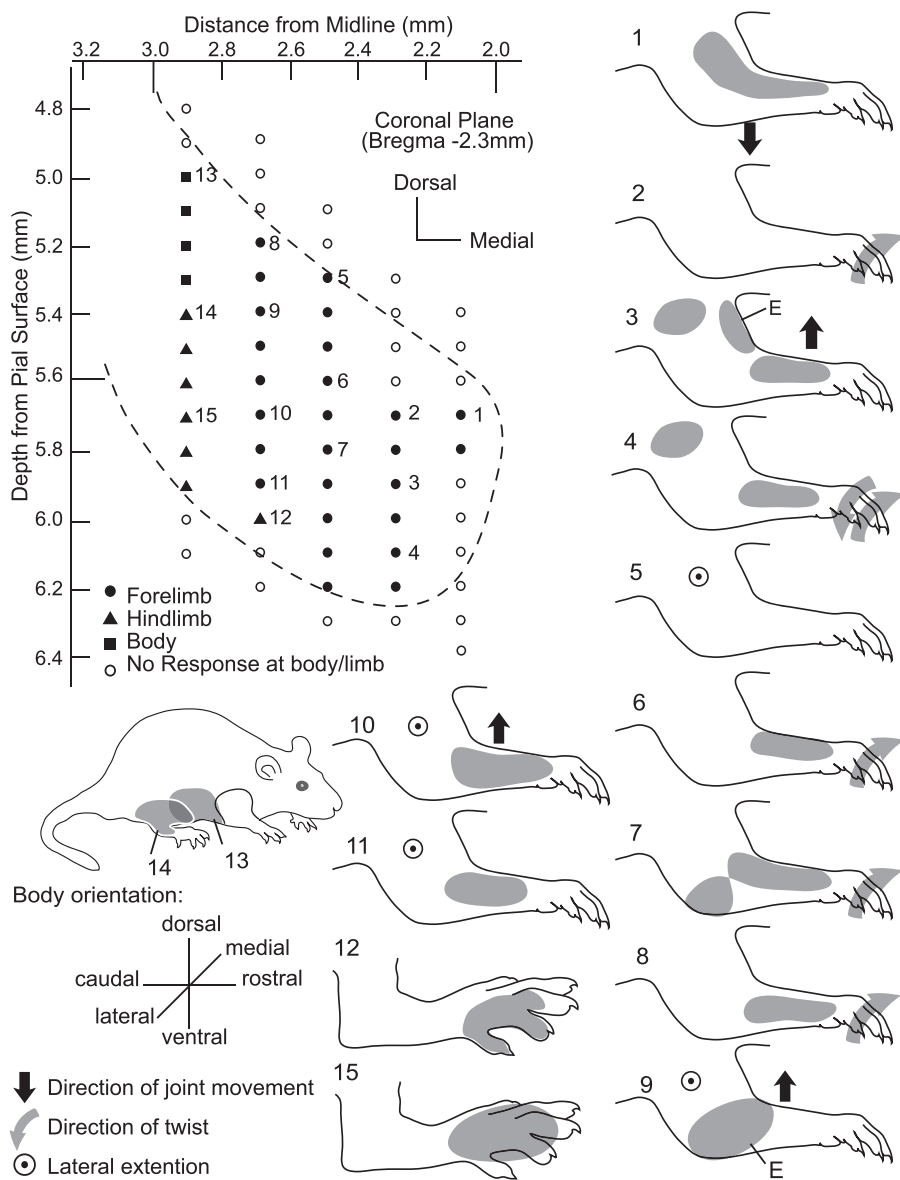 Distance from Midline (mm)
3.2 3.0 2.8 2.6 2.4 2.2 2.0
Depth from Pial Surface (mm)
4.8
5.0
5.2
5.4
5.6
5.8
6.0
6.2
6.4
Coronal Plane
(Bregma -2.3mm)
Dorsal
Medial
13
8
5
14
9
6
15
10
2
1
7
11
3
12
4
Forelimb
Hindlimb
Body
No Response at body/limb
1
2
3
E
4
5
6
7
8
9
E
10
11
12
15
14
13
Body orientation:
dorsal
medial
caudal
rostral
lateral
ventral
Direction of joint movement
Direction of twist
Lateral extention